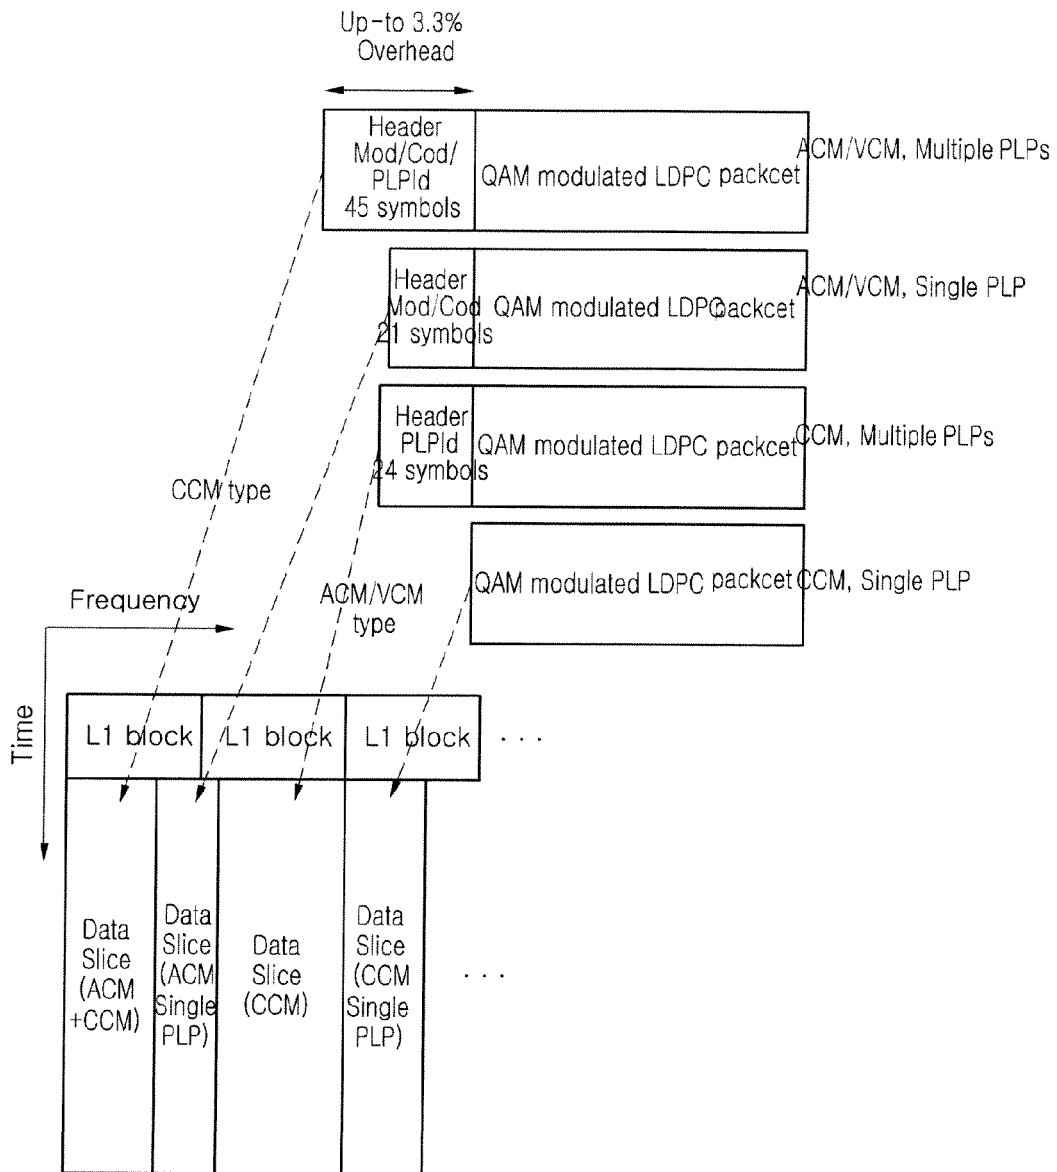 Up-to 3.3%
Overhead
Header
Mod/Cod/
PLPId
45 symbols
QAM modulated LDPC packcet
ACM/VCM, Multiple PLPs
Header
Mod/Cod
21 symbols
QAM modulated LDPC packcet
ACM/VCM, Single PLP
Header
PLPId
24 symbols
QAM modulated LDPC packcet
CCM, Multiple PLPs
CCM type
QAM modulated LDPC packcet
CCM, Single PLP
ACM/VCM
type
Frequency
Time
L1 block
L1 block
L1 block
. . .
Data
Slice
(ACM
+CCM)
Data
Slice
(ACM
Single
PLP)
Data
Slice
(CCM)
Data
Slice
(CCM
Single
PLP)
. . .